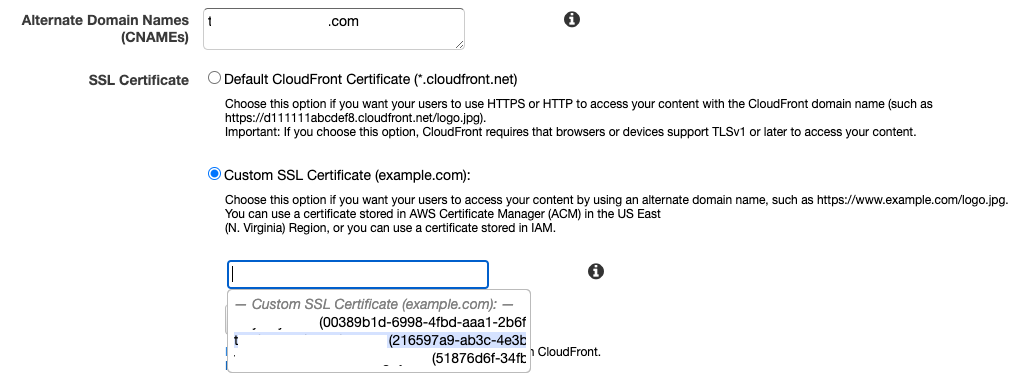 Alternate Domain Names
(CNAMEs)
t .com
SSL Certificate
Default CloudFront Certificate (*.cloudfront.net)
Choose this option if you want your users to use HTTPS or HTTP to access your content with the CloudFront domain name (such as
https://d111111abcdef8.cloudfront.net/logo.jpg).
Important: If you choose this option, CloudFront requires that browsers or devices support TLSv1 or later to access your content.
Custom SSL Certificate (example.com):
Choose this option if you want your users to access your content by using an alternate domain name, such as https://www.example.com/logo.jpg.
You can use a certificate stored in AWS Certificate Manager (ACM) in the US East
(N. Virginia) Region, or you can use a certificate stored in IAM.
— Custom SSL Certificate (example.com): —
(00389b1d-6998-4fbd-aaa1-2b6f
t (216597a9-ab3c-4e3b
(51876d6f-34fb
CloudFront.